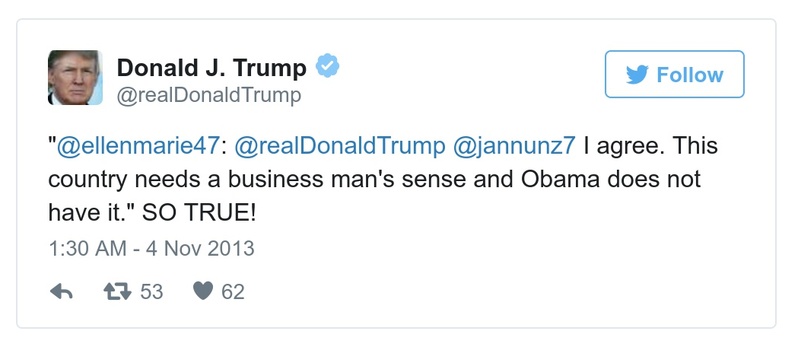 Donald J. Trump
@realDonaldTrump
Follow
"@ellenmarie47: @realDonaldTrump @jannunz7 I agree. This
country needs a business man's sense and Obama does not
have it." SO TRUE!
1:30 AM - 4 Nov 2013
53 62